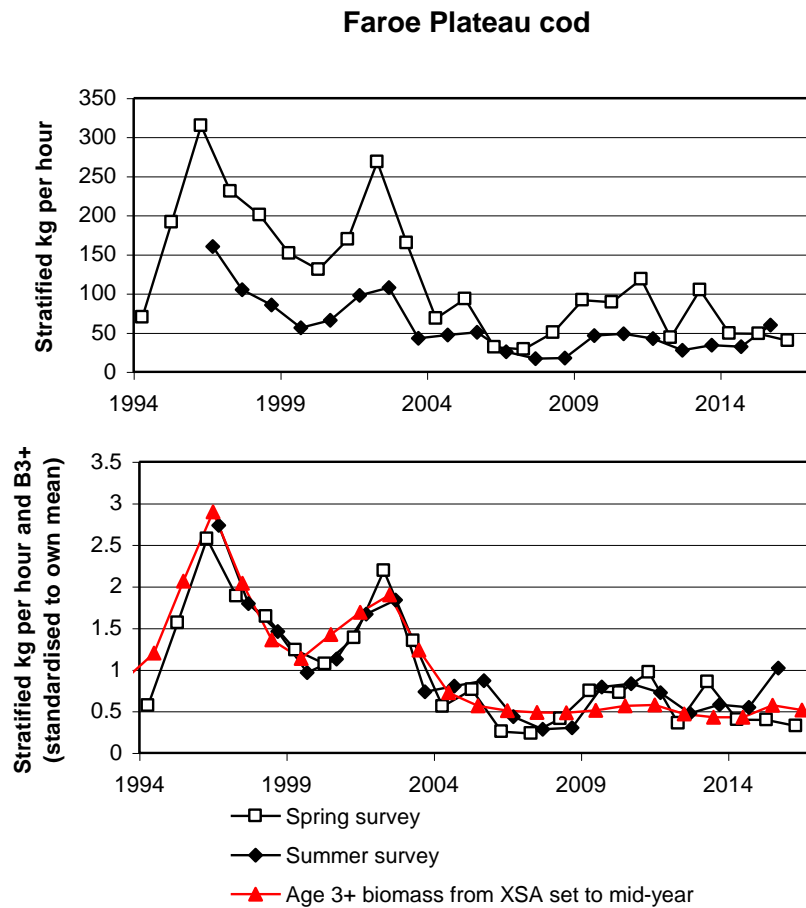 Faroe Plateau cod
Stratified kg per hour
350
300
250
200
150
100
50
0
1994 1999 2004 2009 2014
Stratified kg per hour and B3+
(standardised to own mean)
3.5
3
2.5
2
1.5
1
0.5
0
1994 1999 2004 2009 2014
Spring survey
Summer survey
Age 3+ biomass from XSA set to mid-year